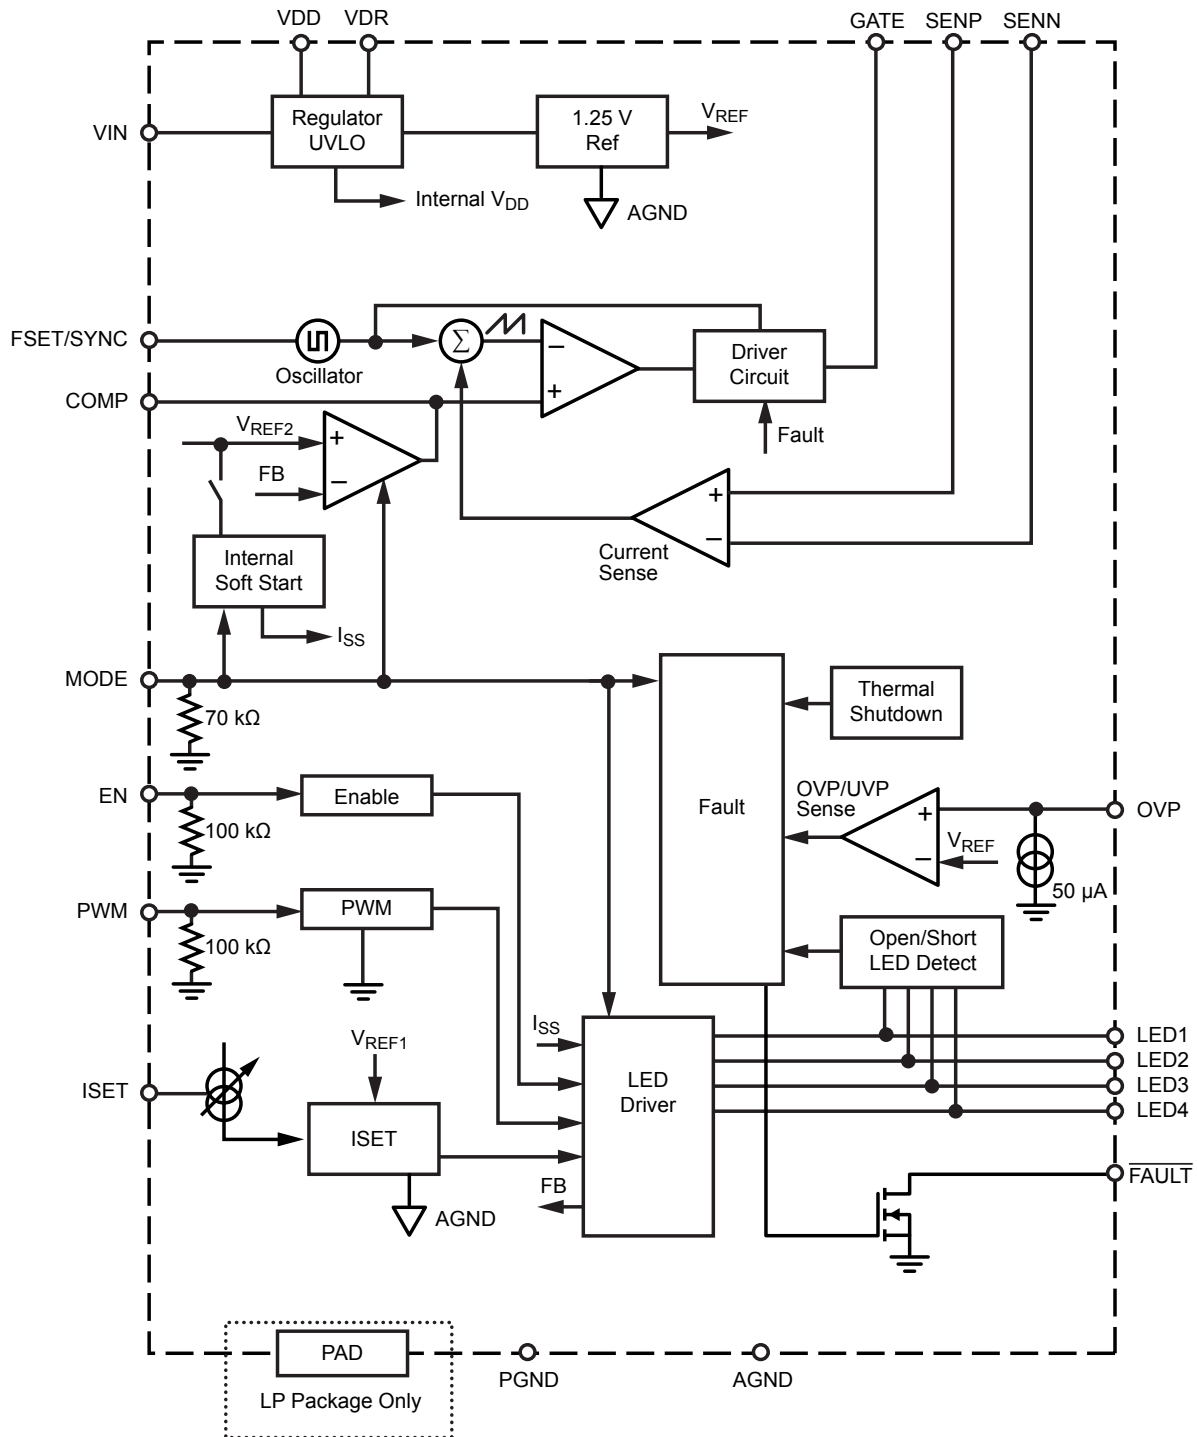 VDD VDR
GATE SENP SENN
VIN
Regulator
UVLO
1.25 V
Ref
VREF
Internal VDD
AGND
FSET/SYNC
Oscillator
Σ
−
+
Driver
Circuit
COMP
Fault
VREF2
+
FB
−
+
−
Current
Sense
Internal
Soft Start
ISS
MODE
70 kΩ
Fault
Thermal
Shutdown
EN
Enable
100 kΩ
OVP/UVP
Sense
+
VREF
−
OVP
50 µA
PWM
PWM
100 kΩ
Open/Short
LED Detect
ISS
VREF1
LED
Driver
LED1
LED2
LED3
LED4
ISET
ISET
FB
AGND
FAULT
PAD
LP Package Only
PGND
AGND